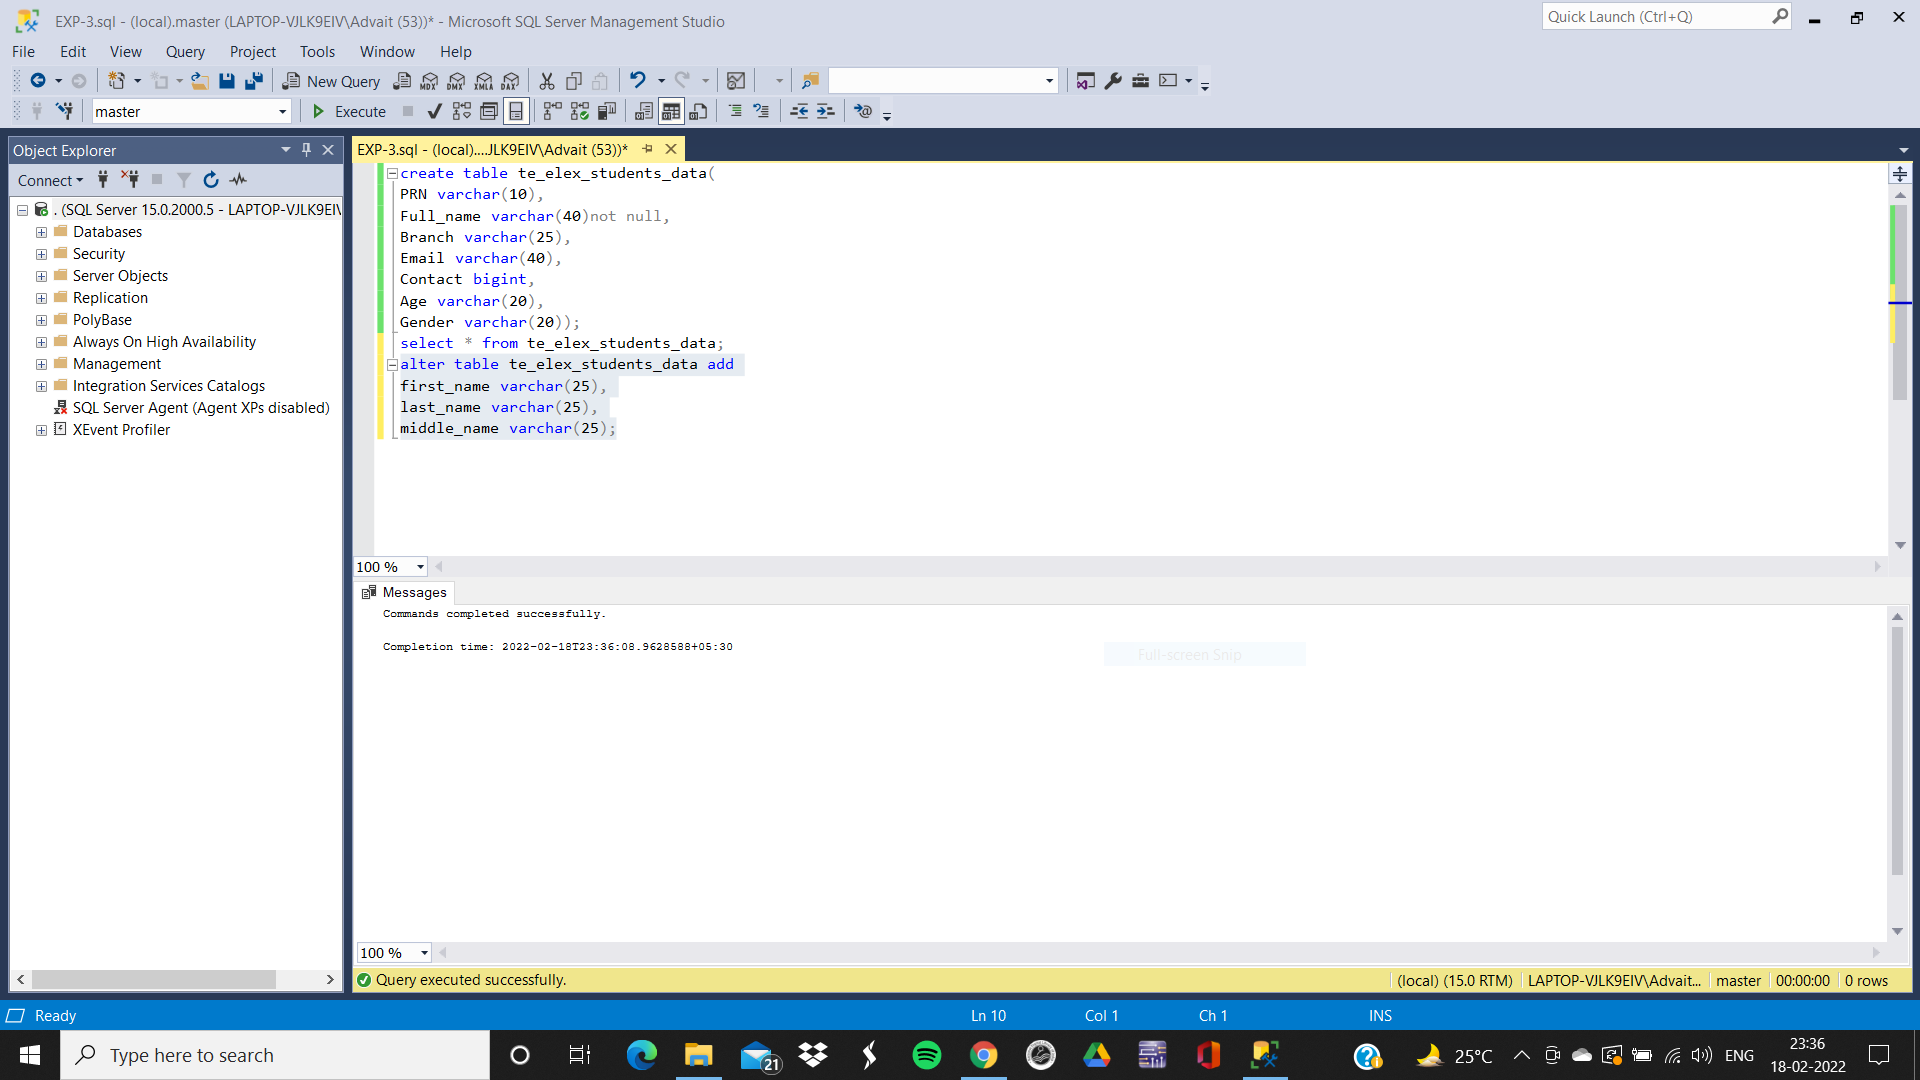 EXP-3.sql - (local).master (LAPTOP-VJLK9EIV\Advait (53))* - Microsoft SQL Server Management Studio
Quick Launch (Ctrl+Q)
File Edit View Query Project Tools Window Help
New Query MDX DMX XMLA DAX
master Execute
Object Explorer
EXP-3.sql - (local)....JLK9EIV\Advait (53))*
Connect
. (SQL Server 15.0.2000.5 - LAPTOP-VJLK9EI\
Databases
Security
Server Objects
Replication
PolyBase
Always On High Availability
Management
Integration Services Catalogs
SQL Server Agent (Agent XPs disabled)
XEvent Profiler
create table te_elex_students_data(
PRN varchar(10),
Full_name varchar(40)not null,
Branch varchar(25),
Email varchar(40),
Contact bigint,
Age varchar(20),
Gender varchar(20));
select * from te_elex_students_data;
alter table te_elex_students_data add
first_name varchar(25),
last_name varchar(25),
middle_name varchar(25);
100 %
Messages
Commands completed successfully.
Completion time: 2022-02-18T23:36:08.9628588+05:30
Full-screen Snip
100 %
Query executed successfully.
(local) (15.0 RTM) LAPTOP-VJLK9EIV\Advait... master 00:00:00 0 rows
Ready Ln 10 Col 1 Ch 1 INS
Type here to search
21
25°C ENG
23:36
18-02-2022